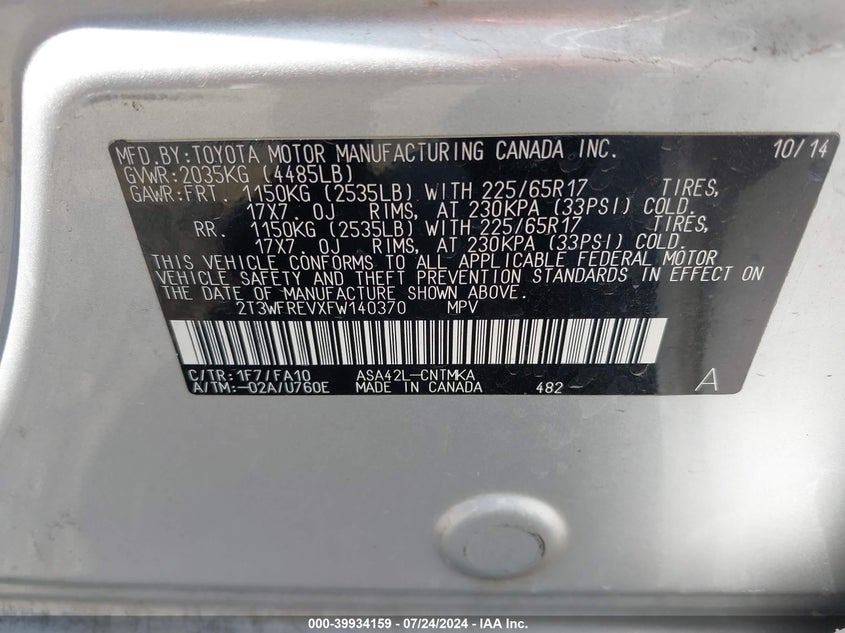 MFD.BY:TOYOTA MOTOR MANUFACTURING CANADA INC. 10/14
GVWR:2035KG (4485LB)
GAWR:FRT. 1150KG (2535LB) WITH 225/65R17 TIRES,
17X7.0J RIMS, AT 230KPA (33PSI) COLD.
RR. 1150KG (2535LB) WITH 225/65R17 TIRES,
17X7.0J RIMS, AT 230KPA (33PSI) COLD.
THIS VEHICLE CONFORMS TO ALL APPLICABLE FEDERAL MOTOR
VEHICLE SAFETY AND THEFT PREVENTION STANDARDS IN EFFECT ON
THE DATE OF MANUFACTURE SHOWN ABOVE.
2T3WFREVXFW140370 MPV
C/TR:1F7/FA10 ASA42L-CNTMKA
A/TM:-02A/U760E MADE IN CANADA 482- A
000-39934159 - 07/24/2024 - IAA Inc.